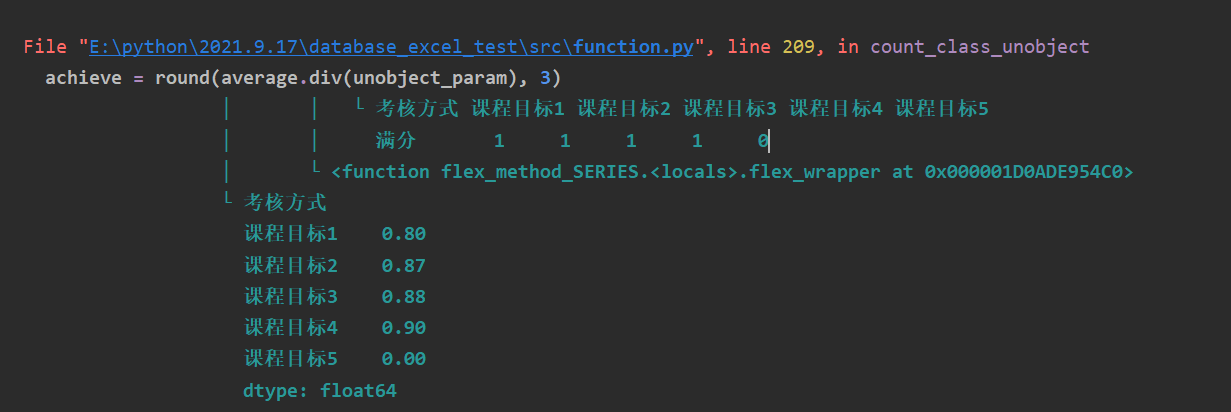 File "E:\python\2021.9.17\database_excel_test\src\function.py", line 209, in count_class_unobject
achieve = round(average.div(unobject_param), 3)
│ │ └ 考核方式 课程目标1 课程目标2 课程目标3 课程目标4 课程目标5
│ │ 满分 1 1 1 1 0
│ └ <function flex_method_SERIES.<locals>.flex_wrapper at 0x000001D0ADE954C0>
└ 考核方式
课程目标1 0.80
课程目标2 0.87
课程目标3 0.88
课程目标4 0.90
课程目标5 0.00
dtype: float64